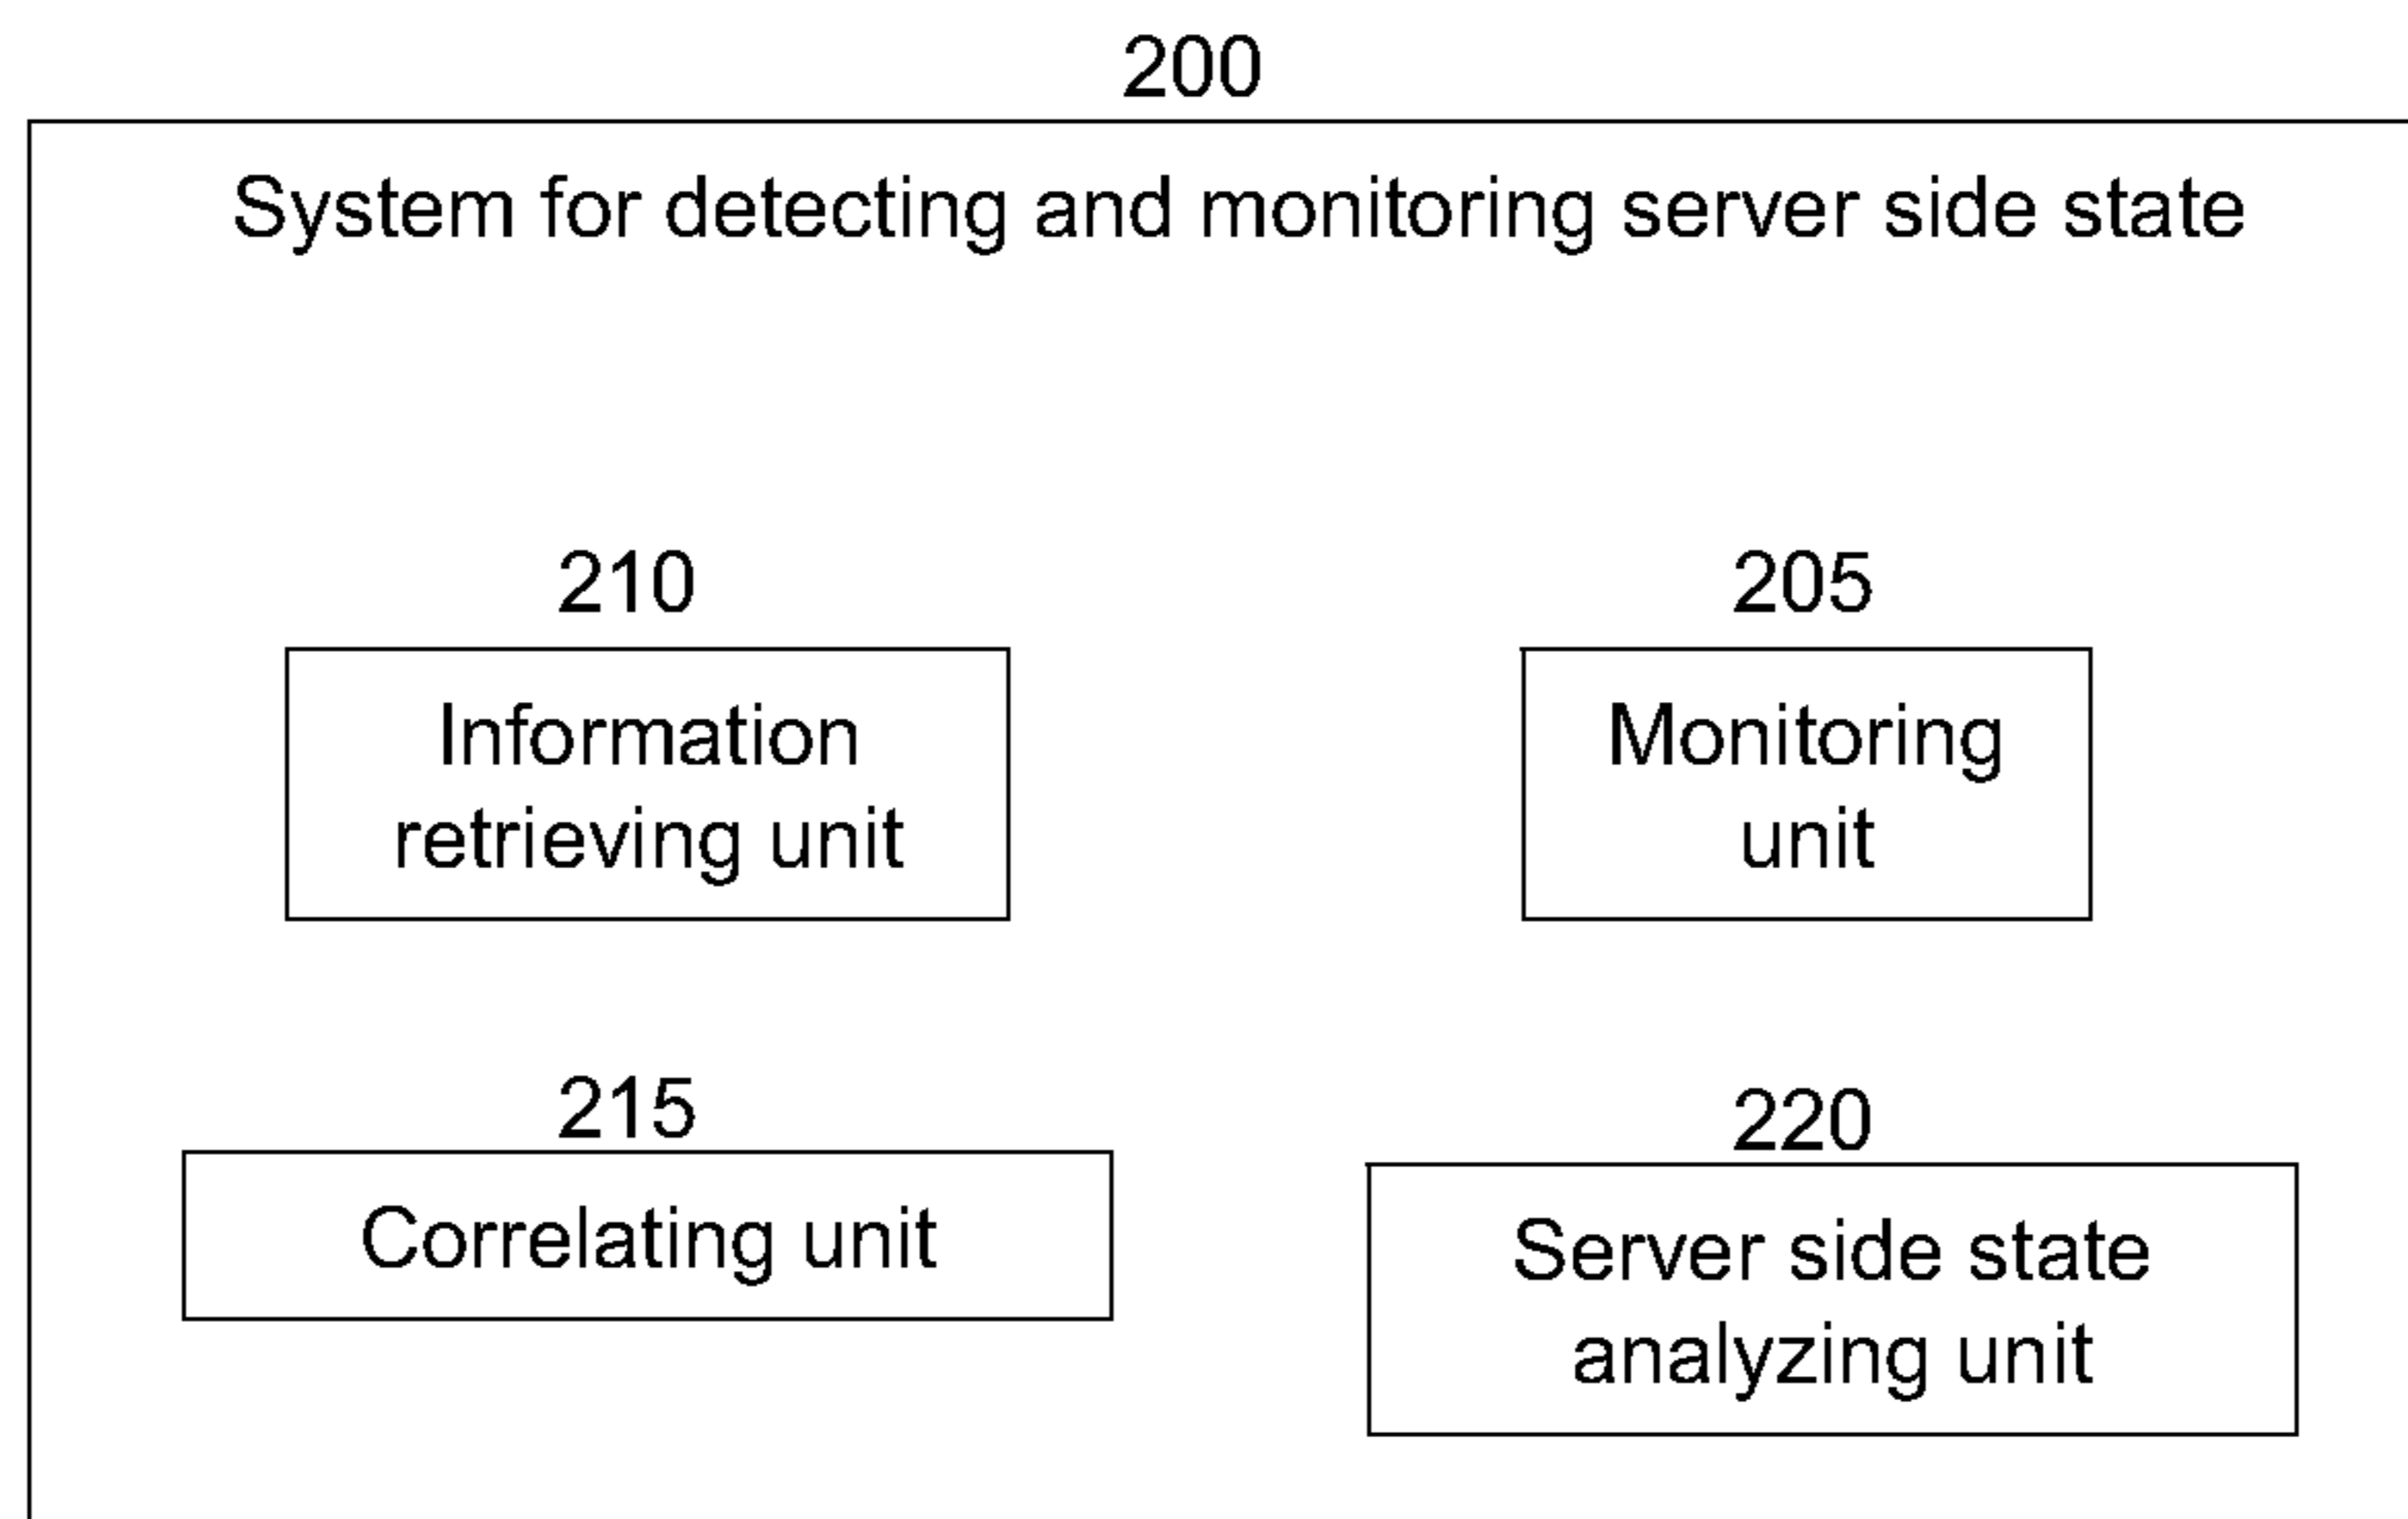 200
System for detecting and monitoring server side state
210
Information
retrieving unit
205
Monitoring
unit
215
Correlating unit
220
Server side state
analyzing unit